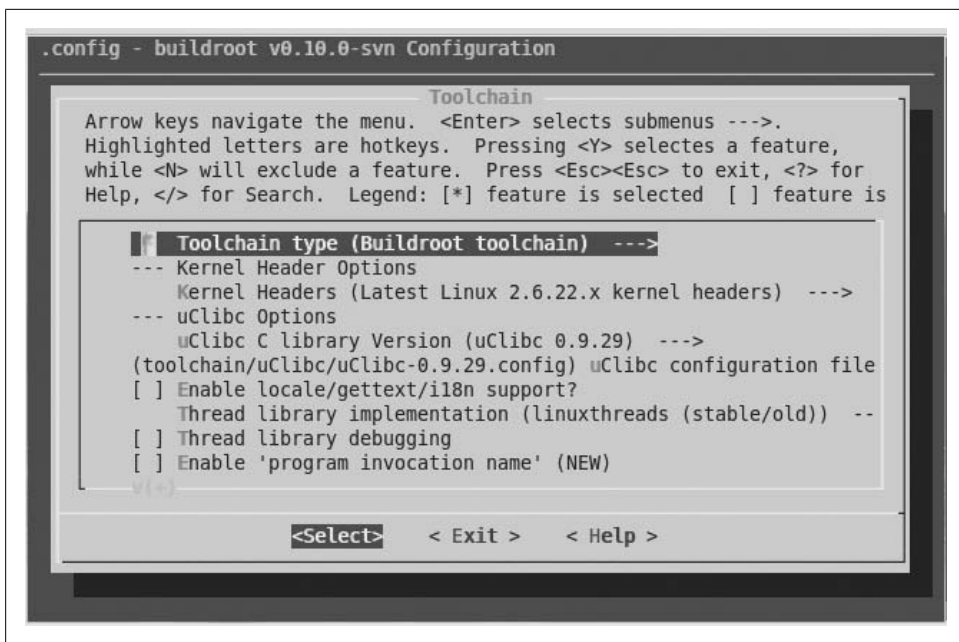 .config - buildroot v0.10.0-svn Configuration
Toolchain
Arrow keys navigate the menu.  <Enter> selects submenus --->.
Highlighted letters are hotkeys.  Pressing <Y> selectes a feature,
while <N> will exclude a feature.  Press <Esc><Esc> to exit, <?> for
Help, </> for Search.  Legend: [*] feature is selected  [ ] feature is
Toolchain type (Buildroot toolchain)  --->
--- Kernel Header Options
Kernel Headers (Latest Linux 2.6.22.x kernel headers)  --->
--- uClibc Options
uClibc C library Version (uClibc 0.9.29)  --->
(toolchain/uClibc/uClibc-0.9.29.config) uClibc configuration file
[ ] Enable locale/gettext/i18n support?
Thread library implementation (linuxthreads (stable/old))  --
[ ] Thread library debugging
[ ] Enable 'program invocation name' (NEW)
v(+)
<Select>    < Exit >    < Help >